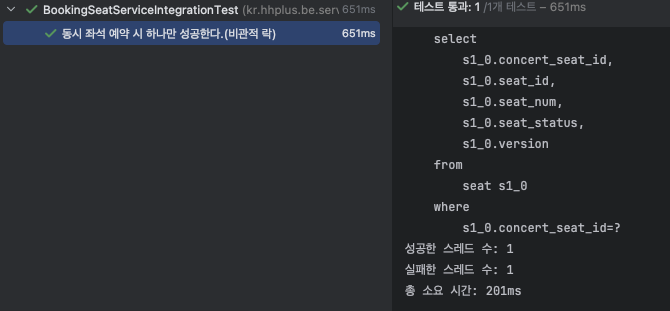 BookingSeatServiceIntegrationTest (kr.hhplus.be.serv 651ms
동시 좌석 예약 시 하나만 성공한다.(비관적 락) 651ms
테스트 통과: 1 /1개 테스트 – 651ms
select
s1_0.concert_seat_id,
s1_0.seat_id,
s1_0.seat_num,
s1_0.seat_status,
s1_0.version
from
seat s1_0
where
s1_0.concert_seat_id=?
성공한 스레드 수: 1
실패한 스레드 수: 1
총 소요 시간: 201ms